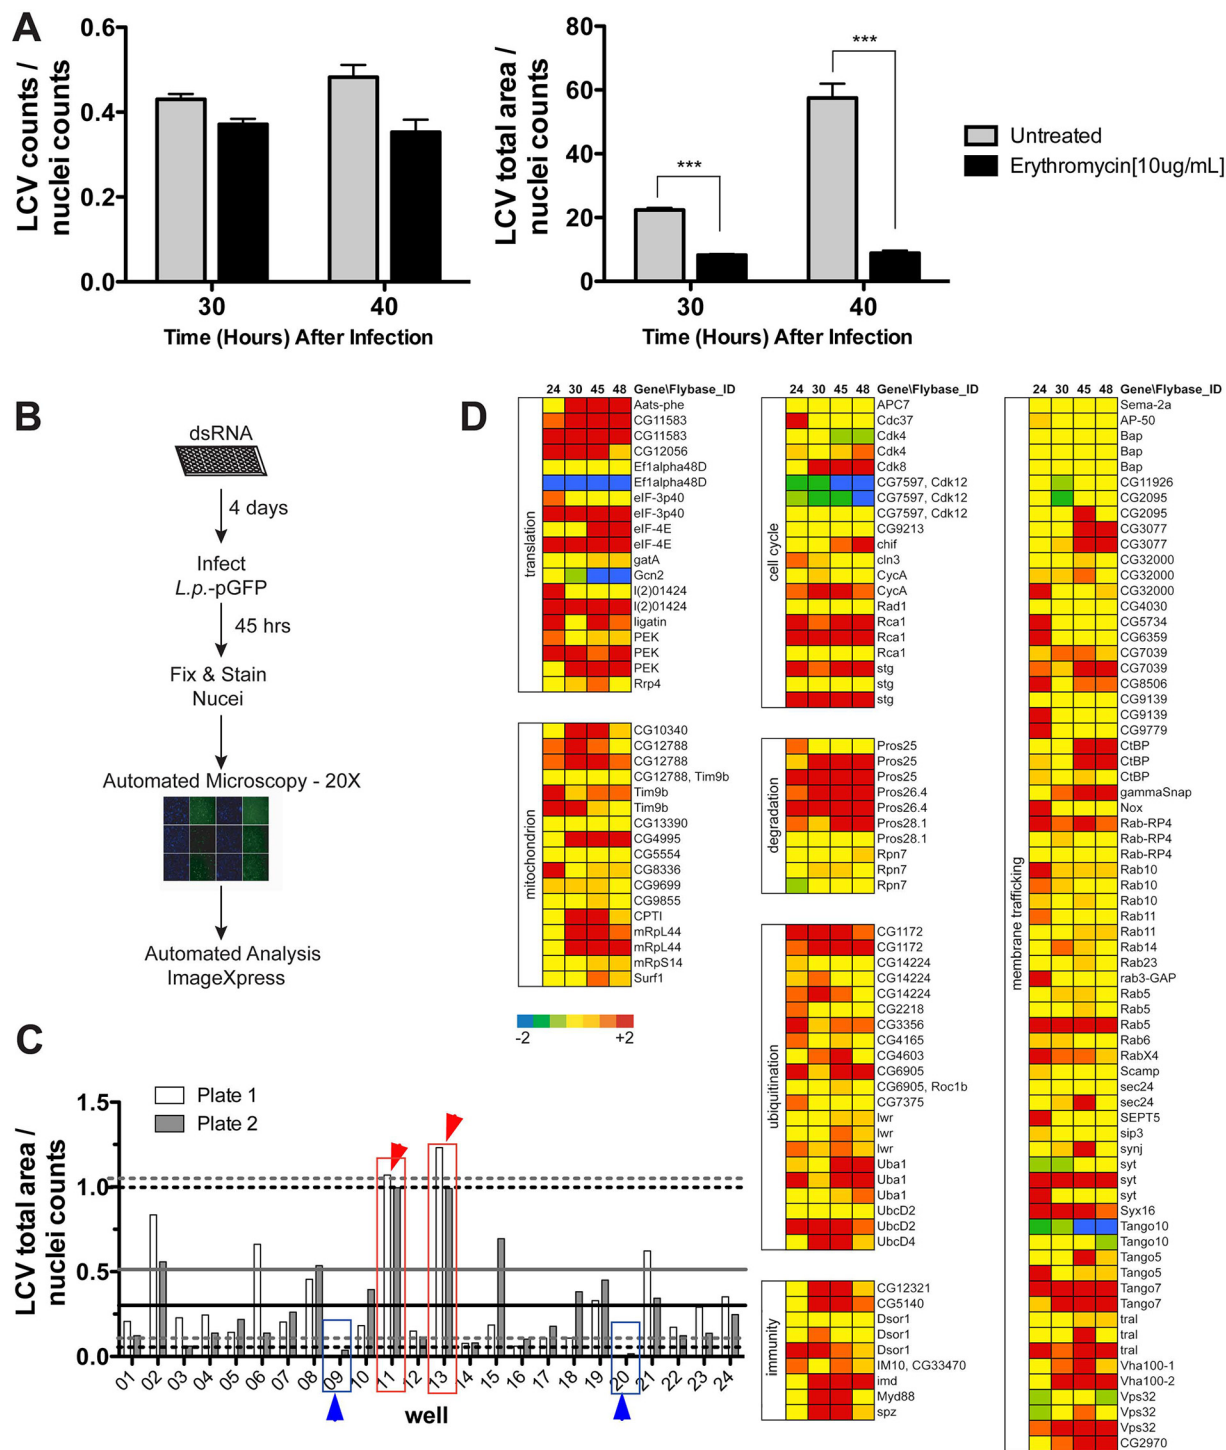 A
LCV counts /
nuclei counts
0.6
0.4
0.2
0.0
30
40
Time (Hours) After Infection
LCV total area /
nuclei counts
80
60
40
20
0
***
***
30
40
Time (Hours) After Infection
Untreated
Erythromycin[10ug/mL]
B
dsRNA
4 days
Infect
L.p.-pGFP
45 hrs
Fix & Stain
Nucei
Automated Microscopy - 20X
Automated Analysis
ImageXpress
C
LCV total area /
nuclei counts
Plate 1
Plate 2
1.5
1.0
0.5
0.0
01 02 03 04 05 06 07 08 09 10 11 12 13 14 15 16 17 18 19 20 21 22 23 24
well
D
24 30 45 48 Gene\Flybase_ID
translation
Aats-phe
CG11583
CG11583
CG12056
Ef1alpha48D
Ef1alpha48D
eIF-3p40
eIF-3p40
eIF-4E
eIF-4E
gatA
Gcn2
l(2)01424
l(2)01424
ligatin
PEK
PEK
PEK
Rrp4
mitochondrion
CG10340
CG12788
CG12788
CG12788, Tim9b
Tim9b
Tim9b
CG13390
CG4995
CG5554
CG8336
CG9699
CG9855
CPTI
mRpL44
mRpL44
mRpS14
Surf1
-2
+2
24 30 45 48 Gene\Flybase_ID
cell cycle
APC7
Cdc37
Cdk4
Cdk4
Cdk8
CG7597, Cdk12
CG7597, Cdk12
CG7597, Cdk12
CG9213
chif
cln3
CycA
CycA
Rad1
Rca1
Rca1
Rca1
stg
stg
stg
degradation
Pros25
Pros25
Pros25
Pros26.4
Pros26.4
Pros28.1
Pros28.1
Rpn7
Rpn7
Rpn7
ubiquitination
CG1172
CG1172
CG14224
CG14224
CG14224
CG2218
CG3356
CG4165
CG4603
CG6905
CG6905, Roc1b
CG7375
lwr
lwr
lwr
Uba1
Uba1
Uba1
UbcD2
UbcD2
UbcD4
immunity
CG12321
CG5140
Dsor1
Dsor1
Dsor1
IM10, CG33470
imd
Myd88
spz
24 30 45 48 Gene\Flybase_ID
membrane trafficking
Sema-2a
AP-50
Bap
Bap
Bap
CG11926
CG2095
CG2095
CG3077
CG3077
CG32000
CG32000
CG32000
CG4030
CG5734
CG6359
CG7039
CG7039
CG8506
CG9139
CG9139
CG9779
CtBP
CtBP
CtBP
gammaSnap
Nox
Rab-RP4
Rab-RP4
Rab-RP4
Rab10
Rab10
Rab10
Rab11
Rab11
Rab14
Rab23
rab3-GAP
Rab5
Rab5
Rab5
Rab6
RabX4
Scamp
sec24
sec24
SEPT5
sip3
synj
syt
syt
syt
Syx16
Tango10
Tango10
Tango5
Tango5
Tango7
Tango7
tral
tral
tral
Vha100-1
Vha100-2
Vps32
Vps32
Vps32
CG2970